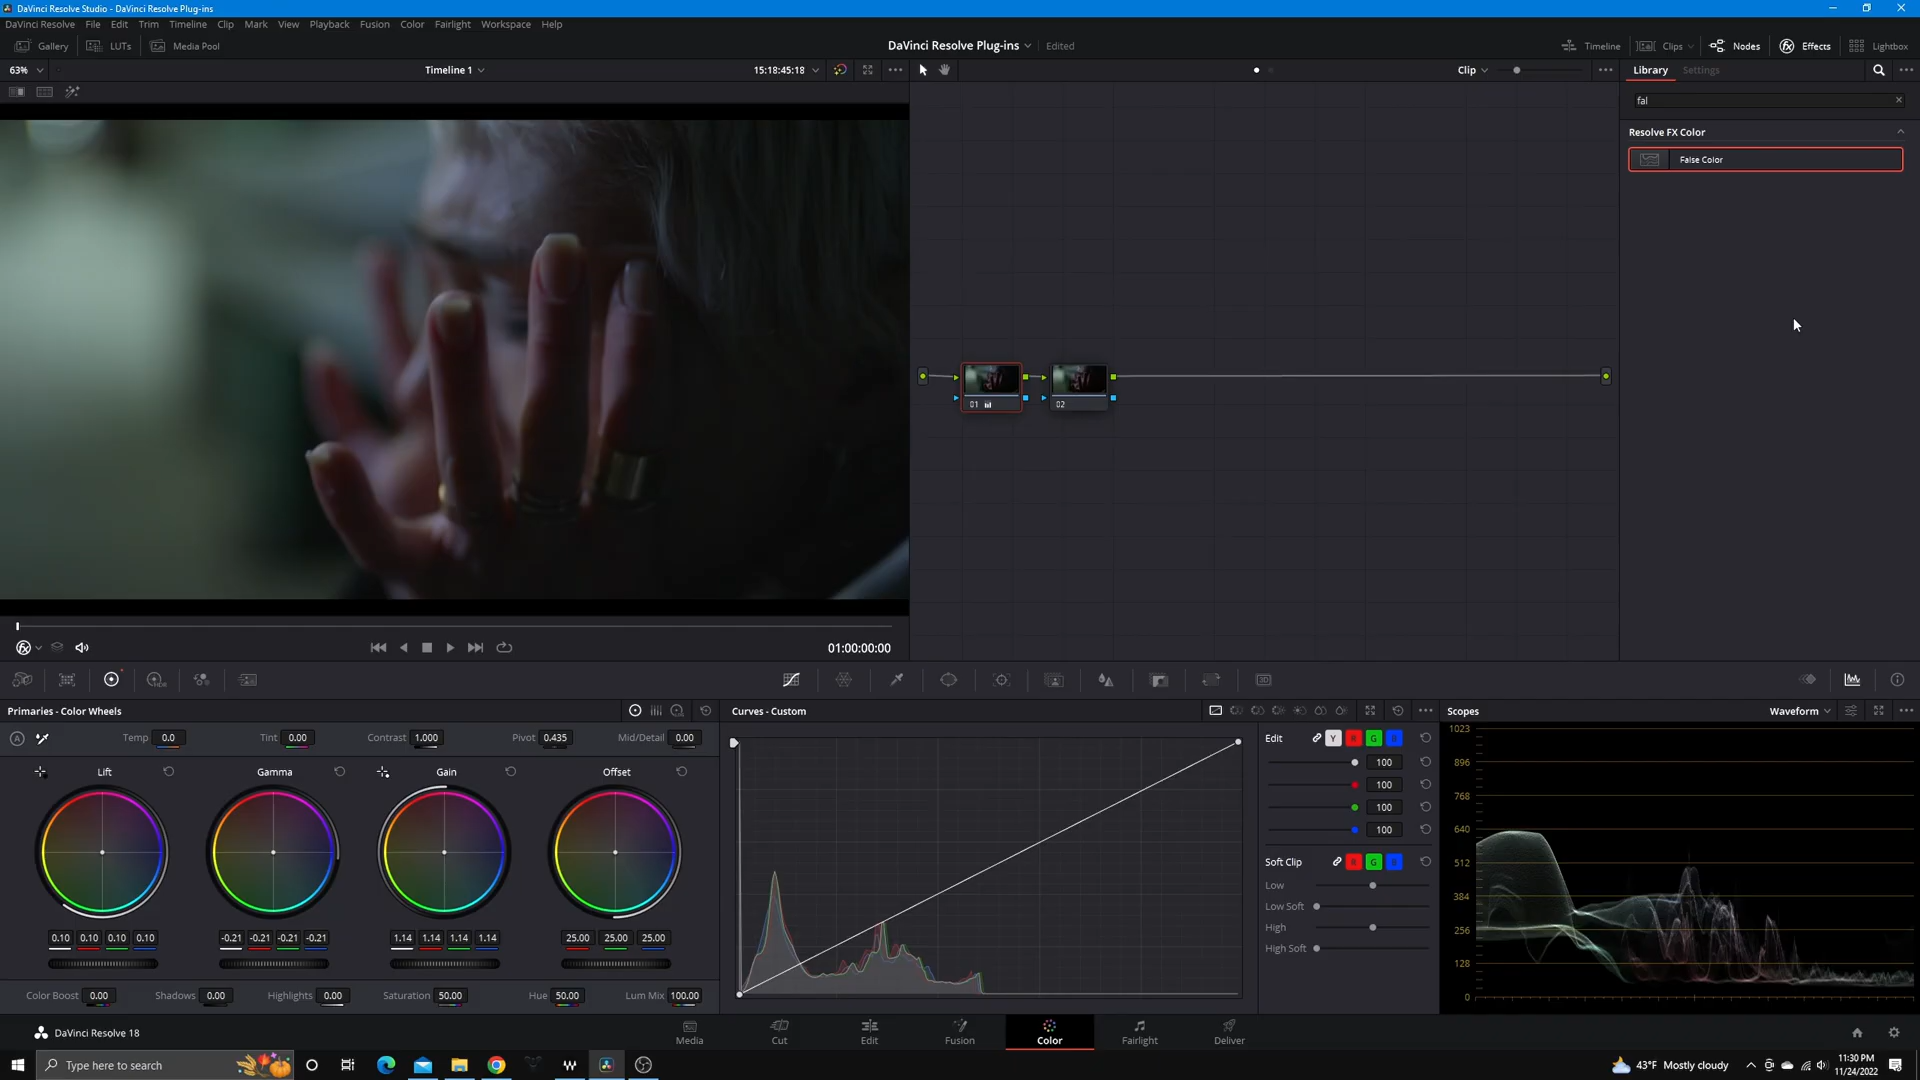 DaVinci Resolve Studio - DaVinci Resolve Plug-ins
DaVinci Resolve File Edit Trim Timeline Clip Mark View Playback Fusion Color Fairlight Workspace Help
Gallery LUTs Media Pool DaVinci Resolve Plug-ins Edited Timeline Clips Nodes Effects Lightbox
63% Timeline 1 15:18:45:18 Clip Library Settings
fal
Resolve FX Color
False Color
01 02
01:00:00:00
Primaries - Color Wheels Curves - Custom Scopes Waveform
Temp 0.0 Tint 0.00 Contrast 1.000 Pivot 0.435 Mid/Detail 0.00
Lift Gamma Gain Offset
0.10 0.10 0.10 0.10 -0.21 -0.21 -0.21 -0.21 1.14 1.14 1.14 1.14 25.00 25.00 25.00
Color Boost 0.00 Shadows 0.00 Highlights 0.00 Saturation 50.00 Hue 50.00 Lum Mix 100.00
Edit Y R G B
100
100
100
100
Soft Clip R G B
Low
Low Soft
High
High Soft
1023
896
768
640
512
384
256
128
0
DaVinci Resolve 18
Media Cut Edit Fusion Color Fairlight Deliver
Type here to search
43°F Mostly cloudy
11:30 PM
11/24/2022